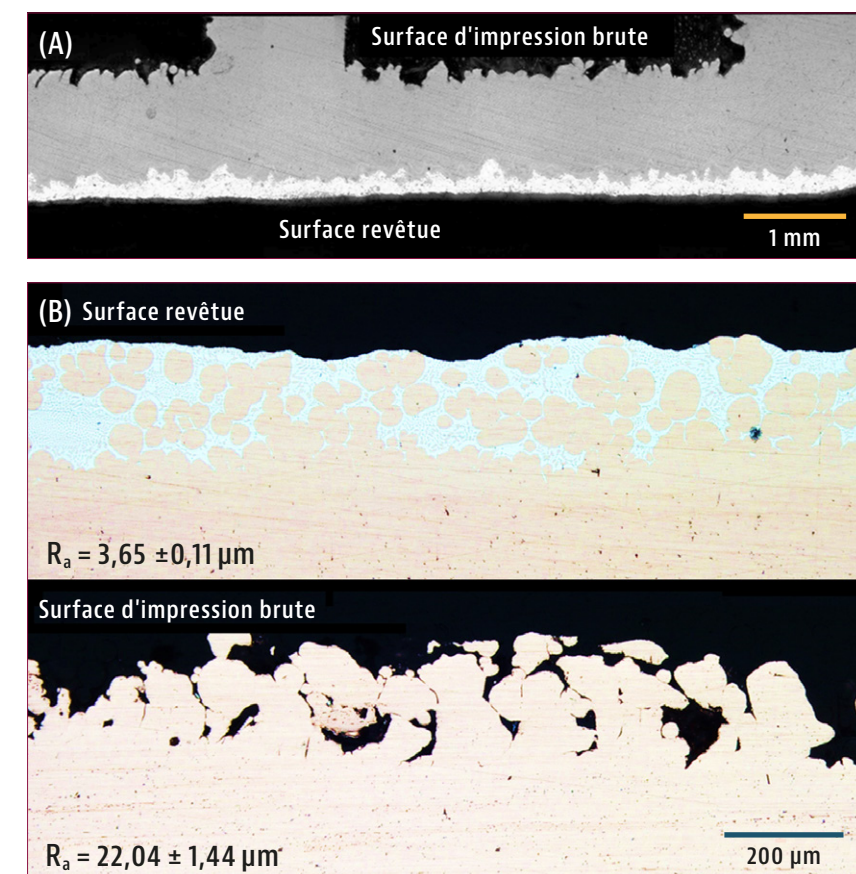 (A)
Surface d'impression brute
Surface revêtue
1 mm
(B) Surface revêtue
Ra = 3,65 ±0,11 µm
Surface d'impression brute
Ra = 22,04 ± 1,44 µm
200 µm